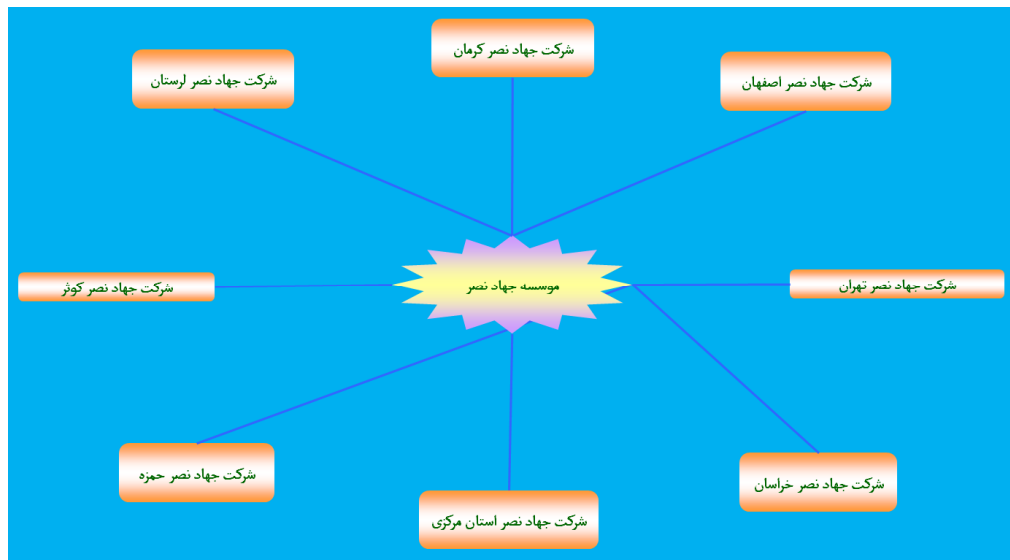 شرکت جهاد نصر کرمان
شرکت جهاد نصر اصفهان
شرکت جهاد نصر لرستان
موسسه جهاد نصر
شرکت جهاد نصر تهران
شرکت جهاد نصر کوثر
شرکت جهاد نصر حمزه
شرکت جهاد نصر خراسان
شرکت جهاد نصر استان مرکزی